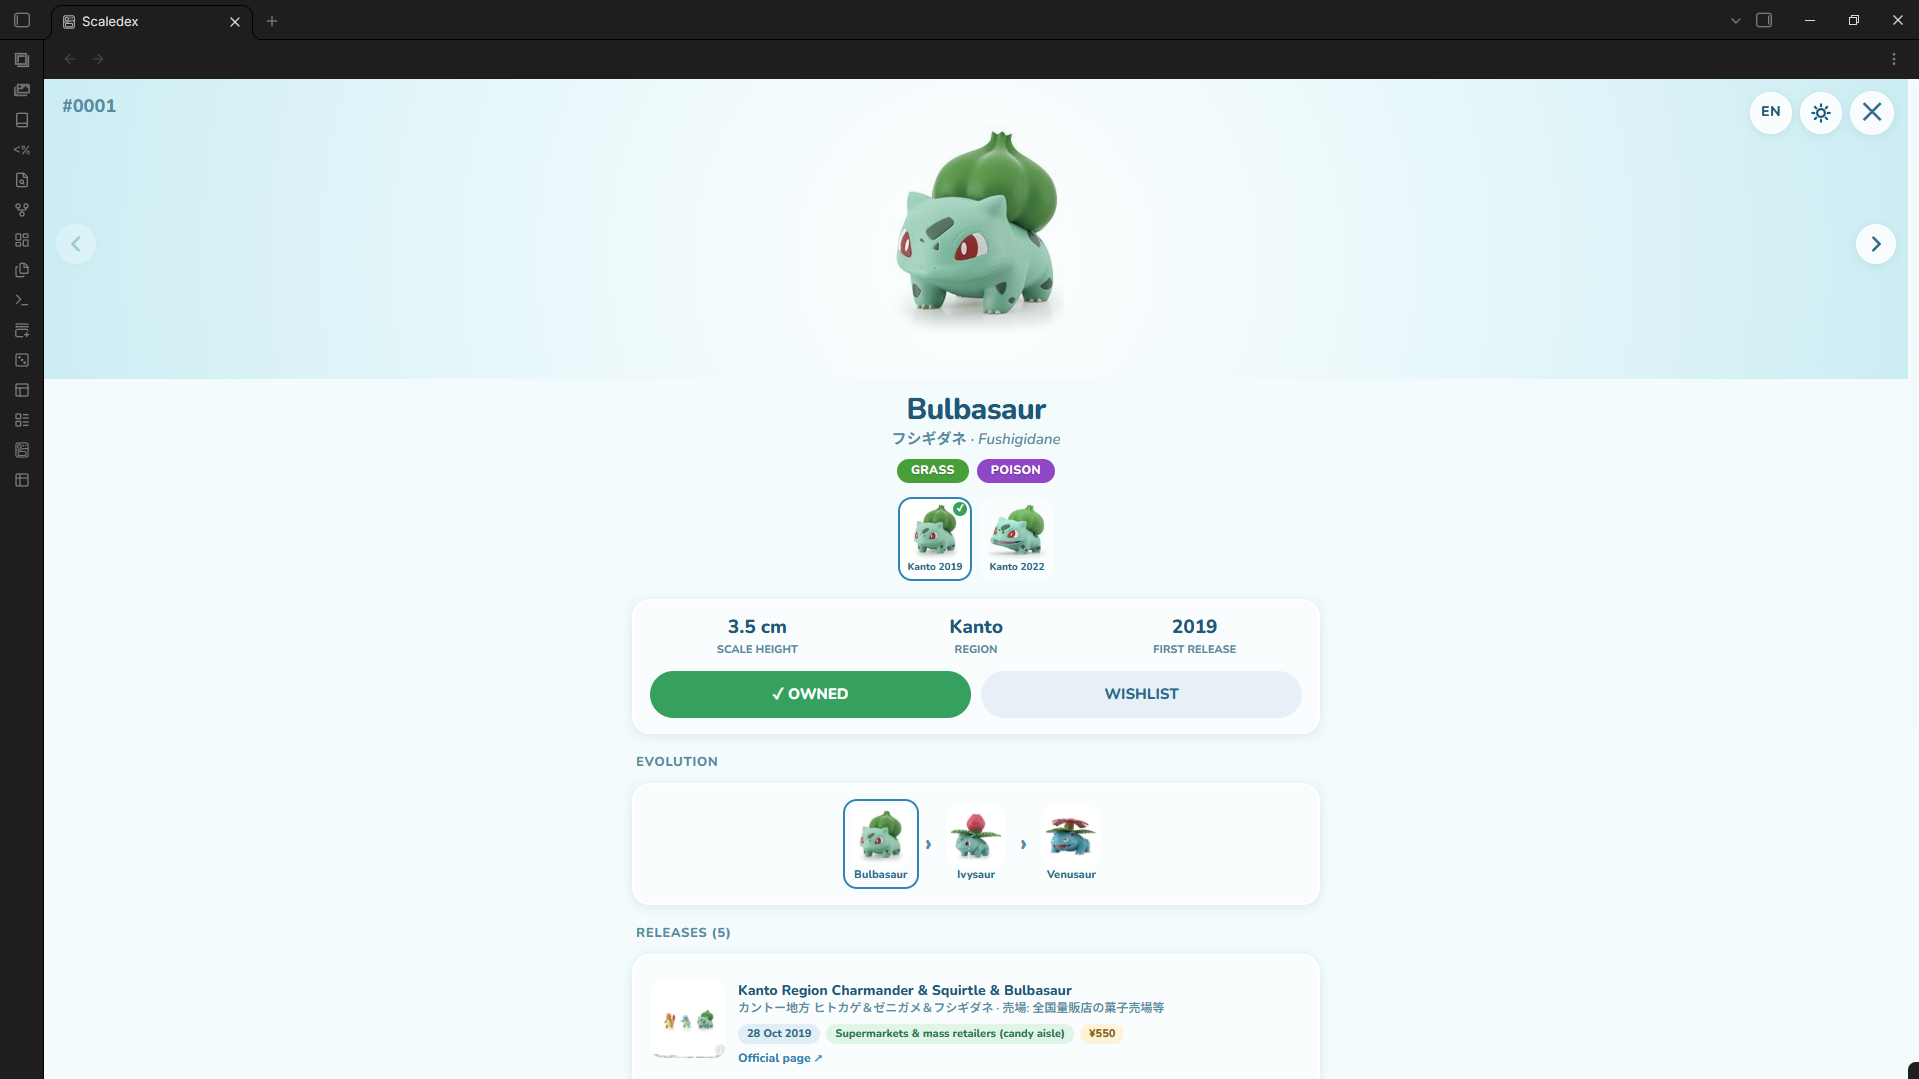 Scaledex
#0001
EN
Bulbasaur
フシギダネ · Fushigidane
GRASS
POISON
Kanto 2019
Kanto 2022
3.5 cm
SCALE HEIGHT
Kanto
REGION
2019
FIRST RELEASE
✓ OWNED
WISHLIST
EVOLUTION
Bulbasaur
›
Ivysaur
›
Venusaur
RELEASES (5)
Kanto Region Charmander & Squirtle & Bulbasaur
カントー地方 ヒトカゲ＆ゼニガメ＆フシギダネ · 売場: 全国量販店の菓子売場等
28 Oct 2019
Supermarkets & mass retailers (candy aisle)
¥550
Official page ↗